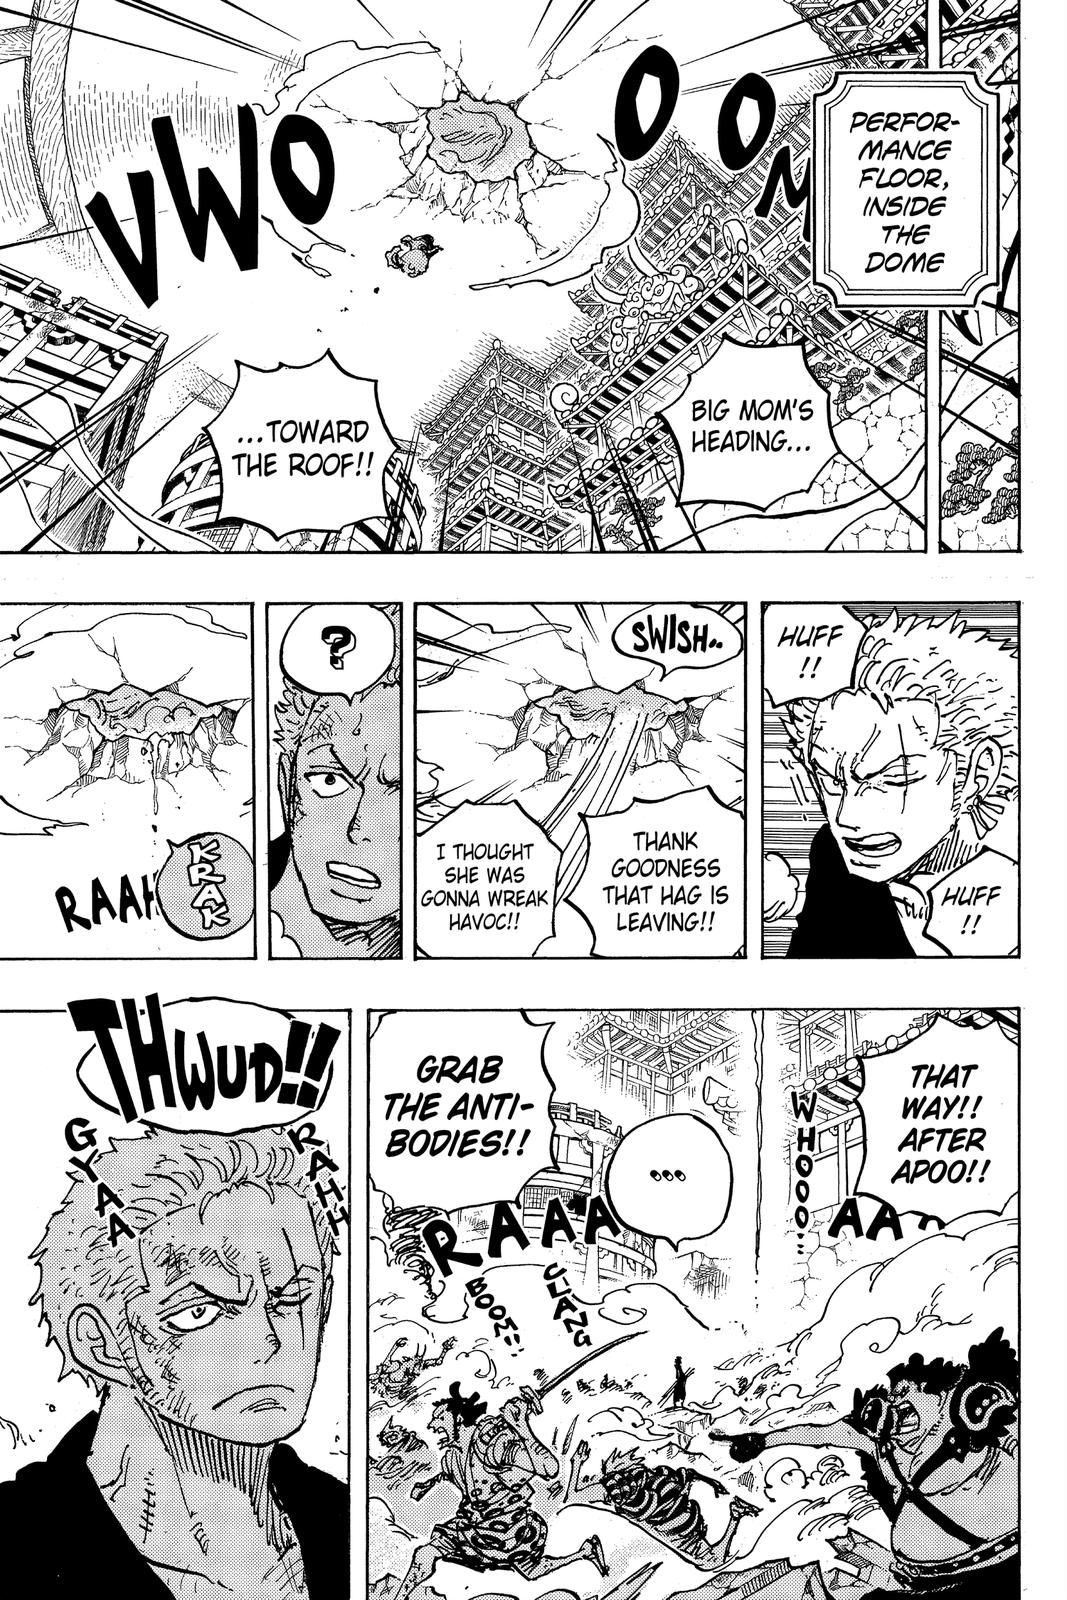 PERFOR-
MANCE
FLOOR,
INSIDE
THE
DOME
VWOOOM
BIG MOM'S
HEADING...
...TOWARD
THE ROOF!!
HUFF
!!
HUFF
!!
SWISH..
THANK
GOODNESS
THAT HAG IS
LEAVING!!
I THOUGHT
SHE WAS
GONNA WREAK
HAVOC!!
?
KRAK
RAAH
THAT
WAY!!
AFTER
APOO!!
WHOOO...
...
GRAB
THE ANTI-
BODIES!!
RAAA
AA
CLANG
BOOM!!
THWUD!!
RAHH
GYAA